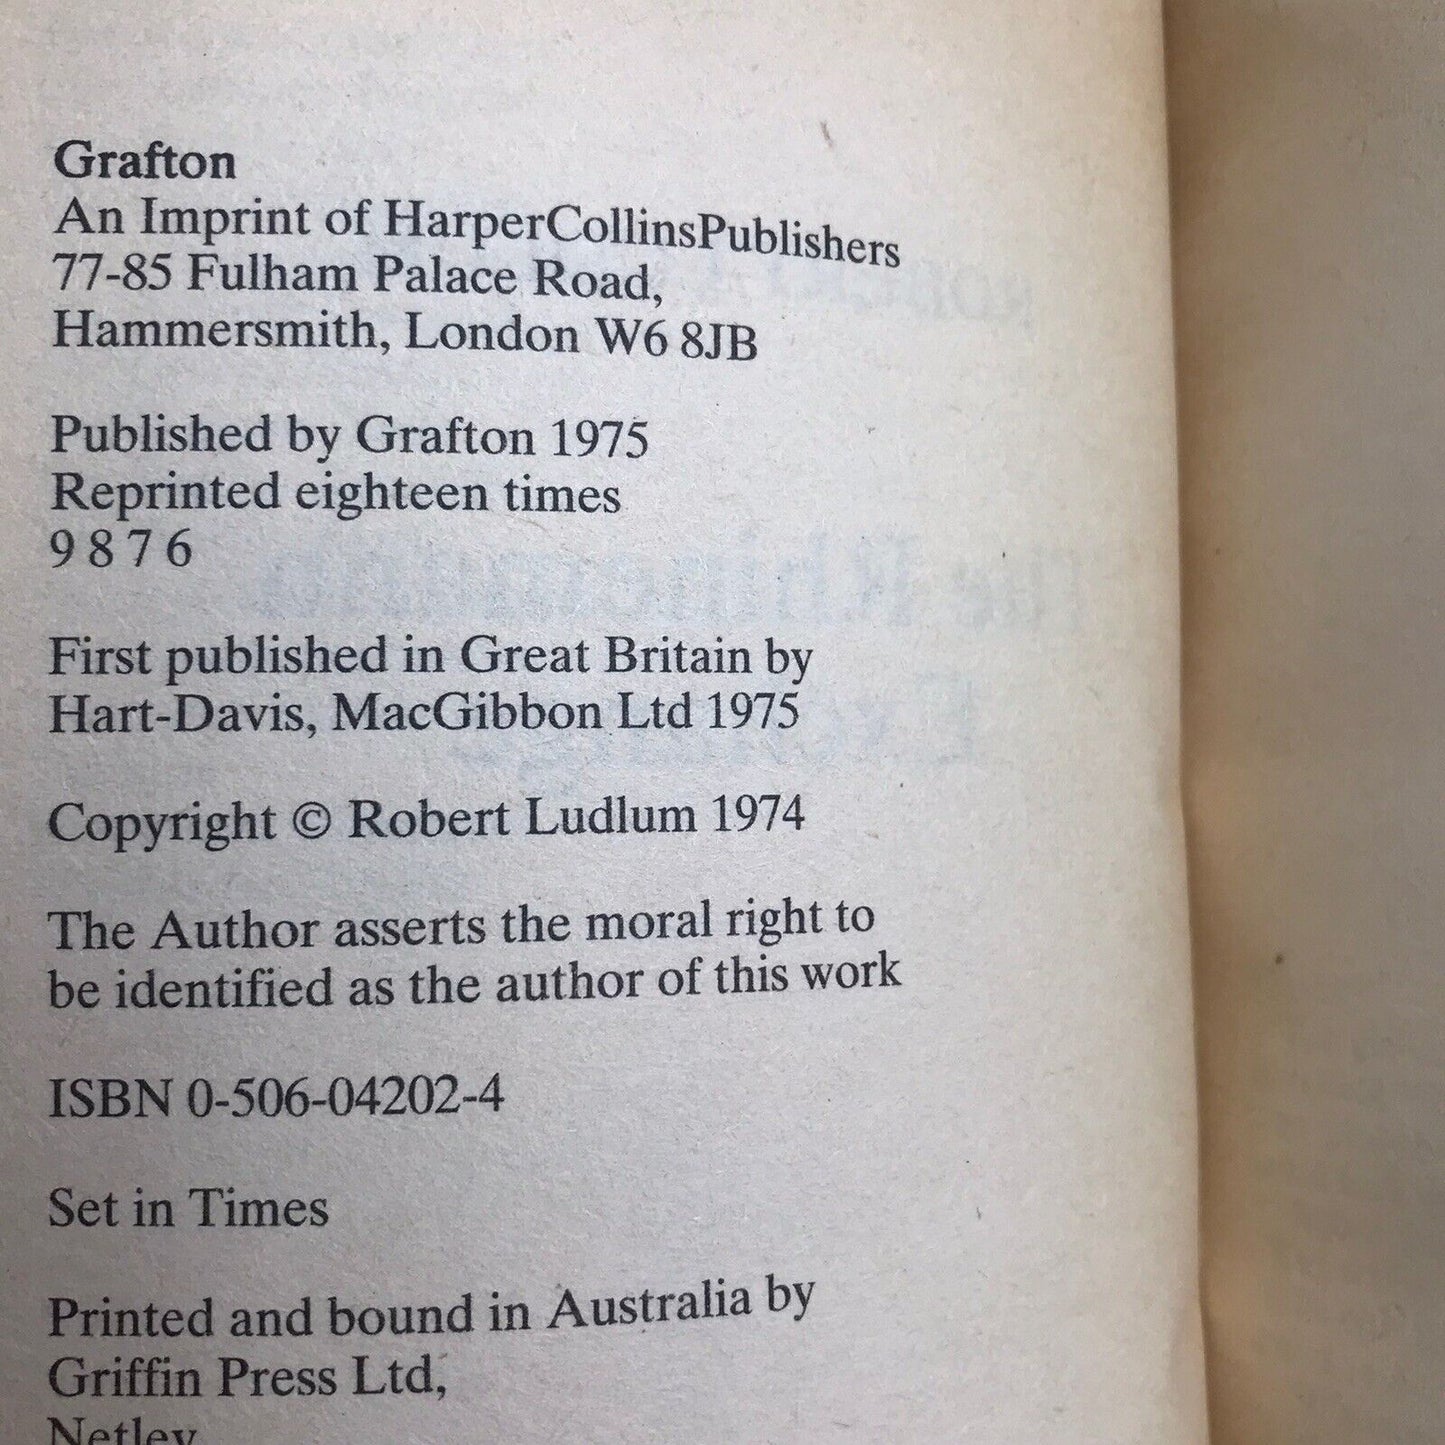 Grafton
An Imprint of HarperCollinsPublishers
77-85 Fulham Palace Road,
Hammersmith, London W6 8JB
Published by Grafton 1975
Reprinted eighteen times
9 8 7 6
First published in Great Britain by
Hart-Davis, MacGibbon Ltd 1975
Copyright © Robert Ludlum 1974
The Author asserts the moral right to
be identified as the author of this work
ISBN 0-506-04202-4
Set in Times
Printed and bound in Australia by
Griffin Press Ltd,
Netley